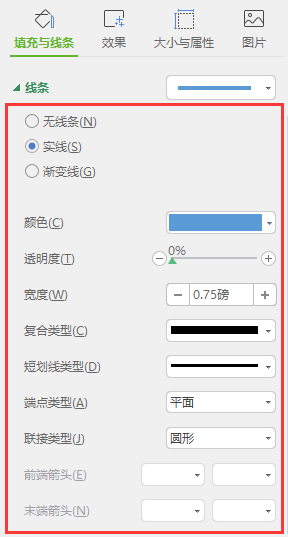 填充与线条 效果 大小与属性 图片
线条
无线条(N)
实线(S)
渐变线(G)
颜色(C)
透明度(T) 0%
宽度(W) 0.75磅
复合类型(C)
短划线类型(D)
端点类型(A) 平面
联接类型(J) 圆形
前端箭头(E)
末端箭头(N)